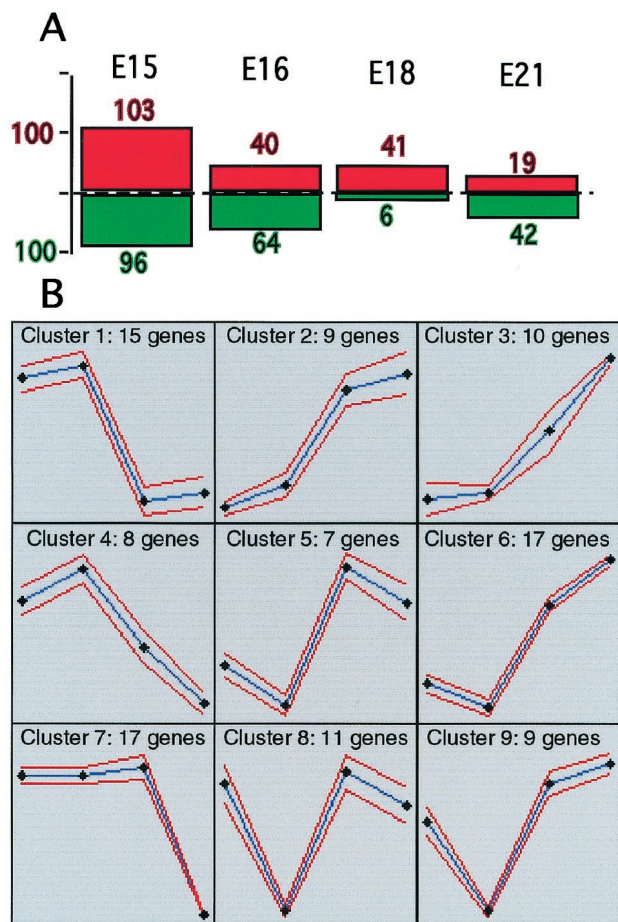 A
E15 E16 E18 E21
103
100 40 41 19
100 96 64 6 42
B
Cluster 1: 15 genes Cluster 2: 9 genes Cluster 3: 10 genes
Cluster 4: 8 genes Cluster 5: 7 genes Cluster 6: 17 genes
Cluster 7: 17 genes Cluster 8: 11 genes Cluster 9: 9 genes